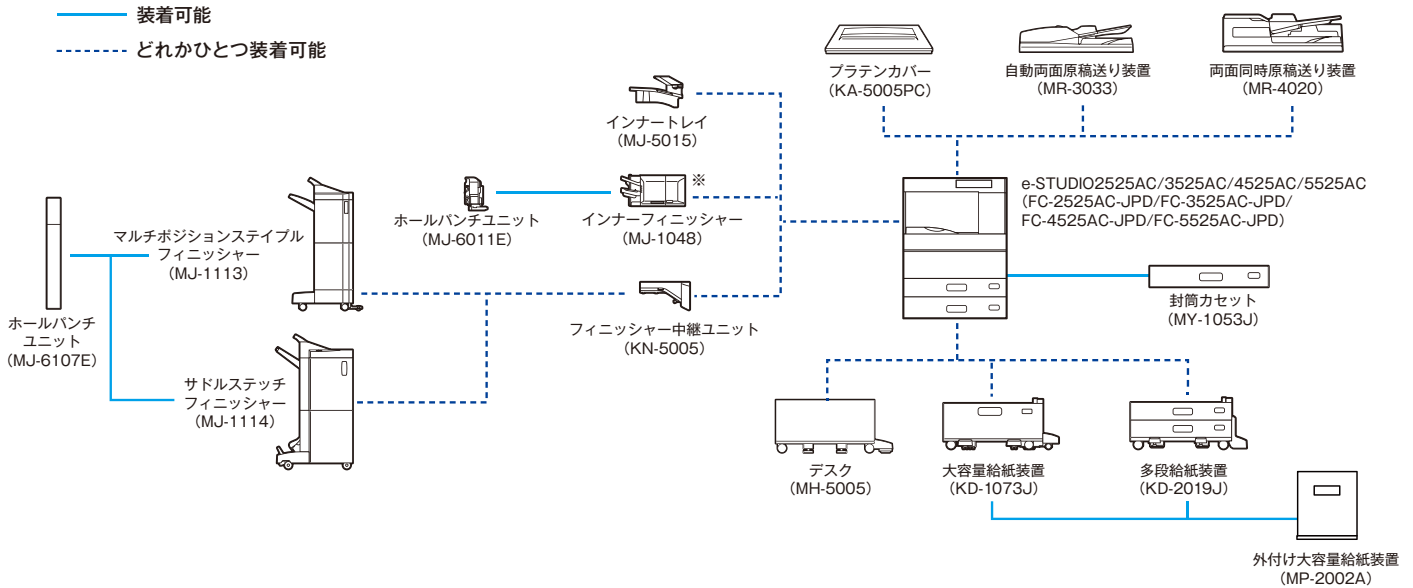 装着可能
どれかひとつ装着可能
プラテンカバー
（KA-5005PC）
自動両面原稿送り装置
（MR-3033）
両面同時原稿送り装置
（MR-4020）
インナートレイ
（MJ-5015）
※
ホールパンチユニット
（MJ-6011E）
インナーフィニッシャー
（MJ-1048）
e-STUDIO2525AC/3525AC/4525AC/5525AC
（FC-2525AC-JPD/FC-3525AC-JPD/
FC-4525AC-JPD/FC-5525AC-JPD）
マルチポジションステイプル
フィニッシャー
（MJ-1113）
ホールパンチ
ユニット
（MJ-6107E）
フィニッシャー中継ユニット
（KN-5005）
封筒カセット
（MY-1053J）
サドルステッチ
フィニッシャー
（MJ-1114）
デスク
（MH-5005）
大容量給紙装置
（KD-1073J）
多段給紙装置
（KD-2019J）
外付け大容量給紙装置
（MP-2002A）